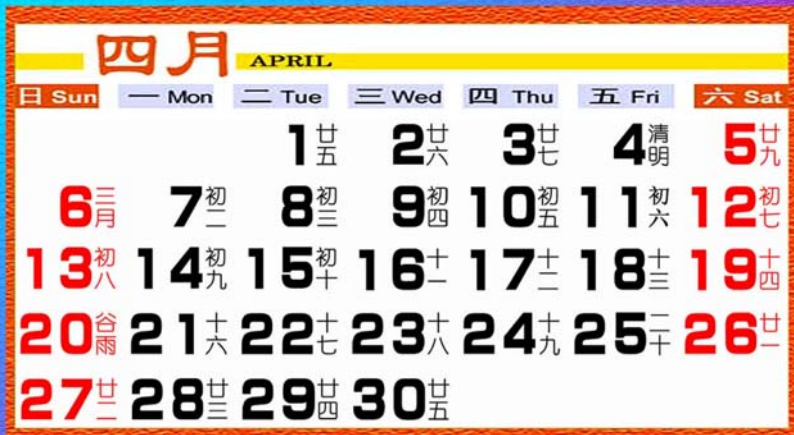 四月 APRIL
日 Sun 一 Mon 二 Tue 三 Wed 四 Thu 五 Fri 六 Sat
1 廿五 2 廿六 3 廿七 4 清明 5 廿九
6 三月 7 初二 8 初三 9 初四 10 初五 11 初六 12 初七
13 初八 14 初九 15 初十 16 十一 17 十二 18 十三 19 十四
20 谷雨 21 十六 22 十七 23 十八 24 十九 25 二十 26 廿一
27 廿二 28 廿三 29 廿四 30 廿五